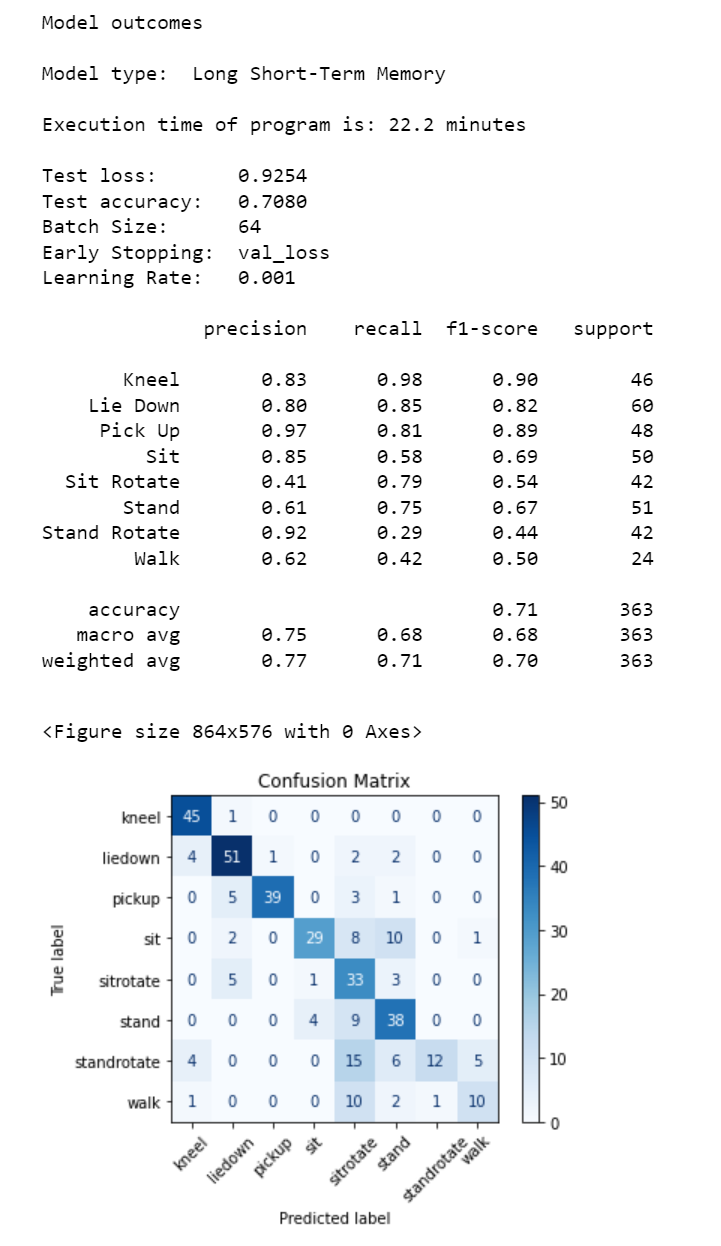 Model outcomes
Model type:  Long Short-Term Memory
Execution time of program is: 22.2 minutes
Test loss:       0.9254
Test accuracy:   0.7080
Batch Size:      64
Early Stopping:  val_loss
Learning Rate:   0.001
precision    recall  f1-score   support
Kneel       0.83      0.98      0.90        46
Lie Down       0.80      0.85      0.82        60
Pick Up       0.97      0.81      0.89        48
Sit       0.85      0.58      0.69        50
Sit Rotate       0.41      0.79      0.54        42
Stand       0.61      0.75      0.67        51
Stand Rotate       0.92      0.29      0.44        42
Walk       0.62      0.42      0.50        24
accuracy                           0.71       363
macro avg       0.75      0.68      0.68       363
weighted avg       0.77      0.71      0.70       363
<Figure size 864x576 with 0 Axes>
Confusion Matrix
kneel 45 1 0 0 0 0 0 0
liedown 4 51 1 0 2 2 0 0
pickup 0 5 39 0 3 1 0 0
sit 0 2 0 29 8 10 0 1
sitrotate 0 5 0 1 33 3 0 0
stand 0 0 0 4 9 38 0 0
standrotate 4 0 0 0 15 6 12 5
walk 1 0 0 0 10 2 1 10
kneel liedown pickup sit sitrotate stand standrotate walk
True label
Predicted label
50
40
30
20
10
0